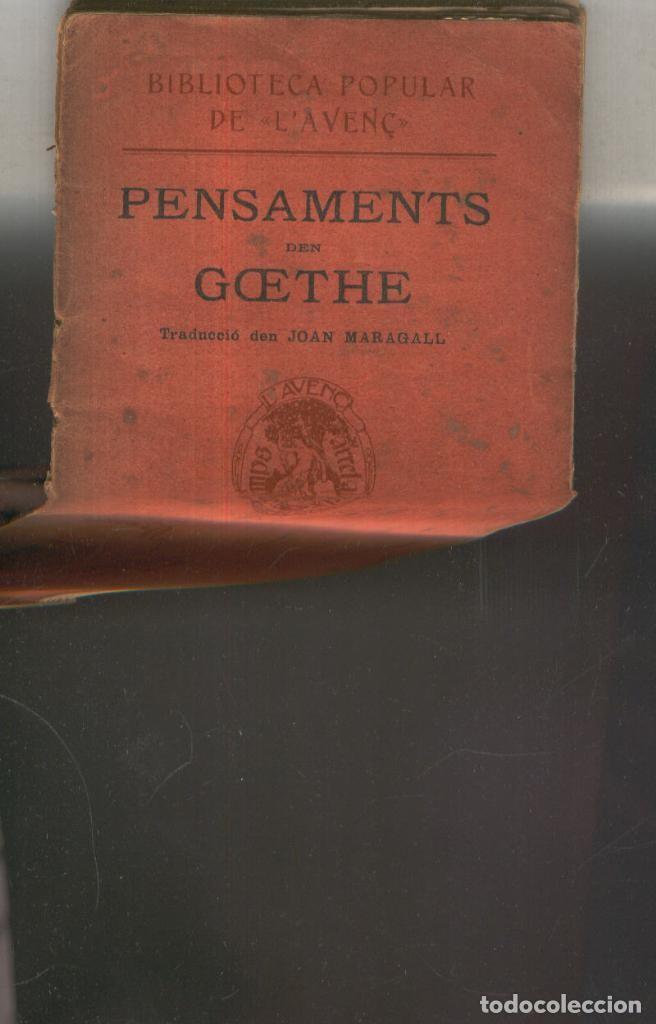 BIBLIOTECA POPULAR
DE «L'AVENÇ»
PENSAMENTS
DEN
GŒTHE
Traducció den JOAN MARAGALL
L'AVENÇ
todocoleccion